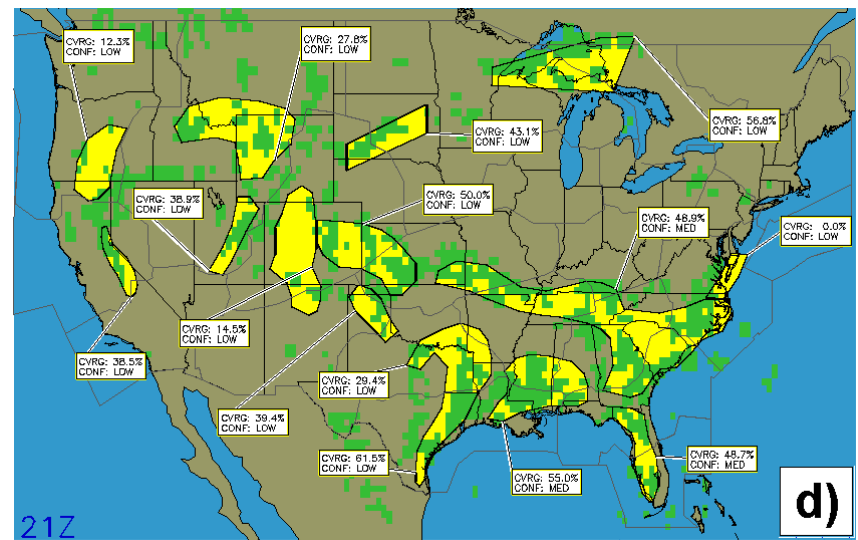 CVRG: 12.3%
CONF: LOW
CVRG: 27.8%
CONF: LOW
CVRG: 56.8%
CONF: LOW
CVRG: 43.1%
CONF: LOW
CVRG: 38.9%
CONF: LOW
CVRG: 50.0%
CONF: LOW
CVRG: 48.9%
CONF: MED
CVRG: 0.0%
CONF: LOW
CVRG: 14.5%
CONF: LOW
CVRG: 38.5%
CONF: LOW
CVRG: 29.4%
CONF: LOW
CVRG: 39.4%
CONF: LOW
CVRG: 61.5%
CONF: LOW
CVRG: 55.0%
CONF: MED
CVRG: 48.7%
CONF: MED
21Z
d)